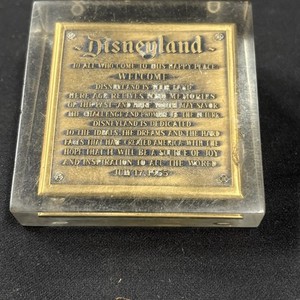 Disneyland
TO ALL WHO COME TO THIS HAPPY PLACE
WELCOME
DISNEYLAND IS YOUR LAND
HERE AGE RELIVES FOND MEMORIES
OF THE PAST AND HERE YOUTH MAY SAVOR
THE CHALLENGE AND PROMISE OF THE FUTURE
DISNEYLAND IS DEDICATED
TO THE IDEALS, THE DREAMS AND THE HARD
FACTS THAT HAVE CREATED AMERICA WITH THE
HOPE THAT IT WILL BE A SOURCE OF JOY
AND INSPIRATION TO ALL THE WORLD
JULY 17, 1955